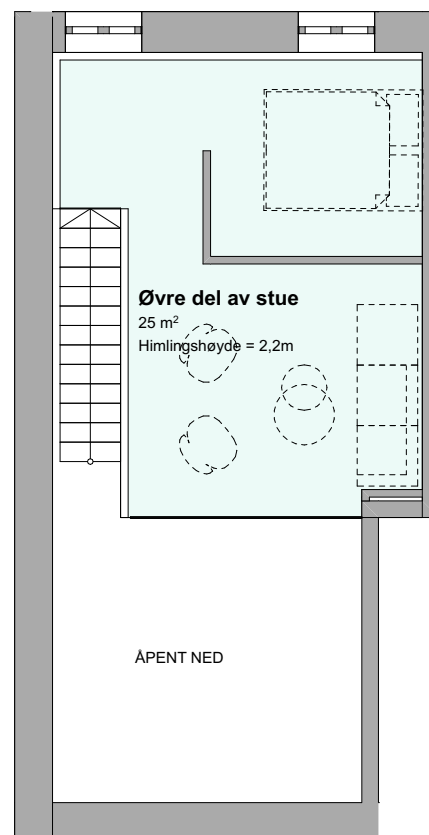 Øvre del av stue
25 m²
Himlingshøyde = 2,2m
ÅPENT NED